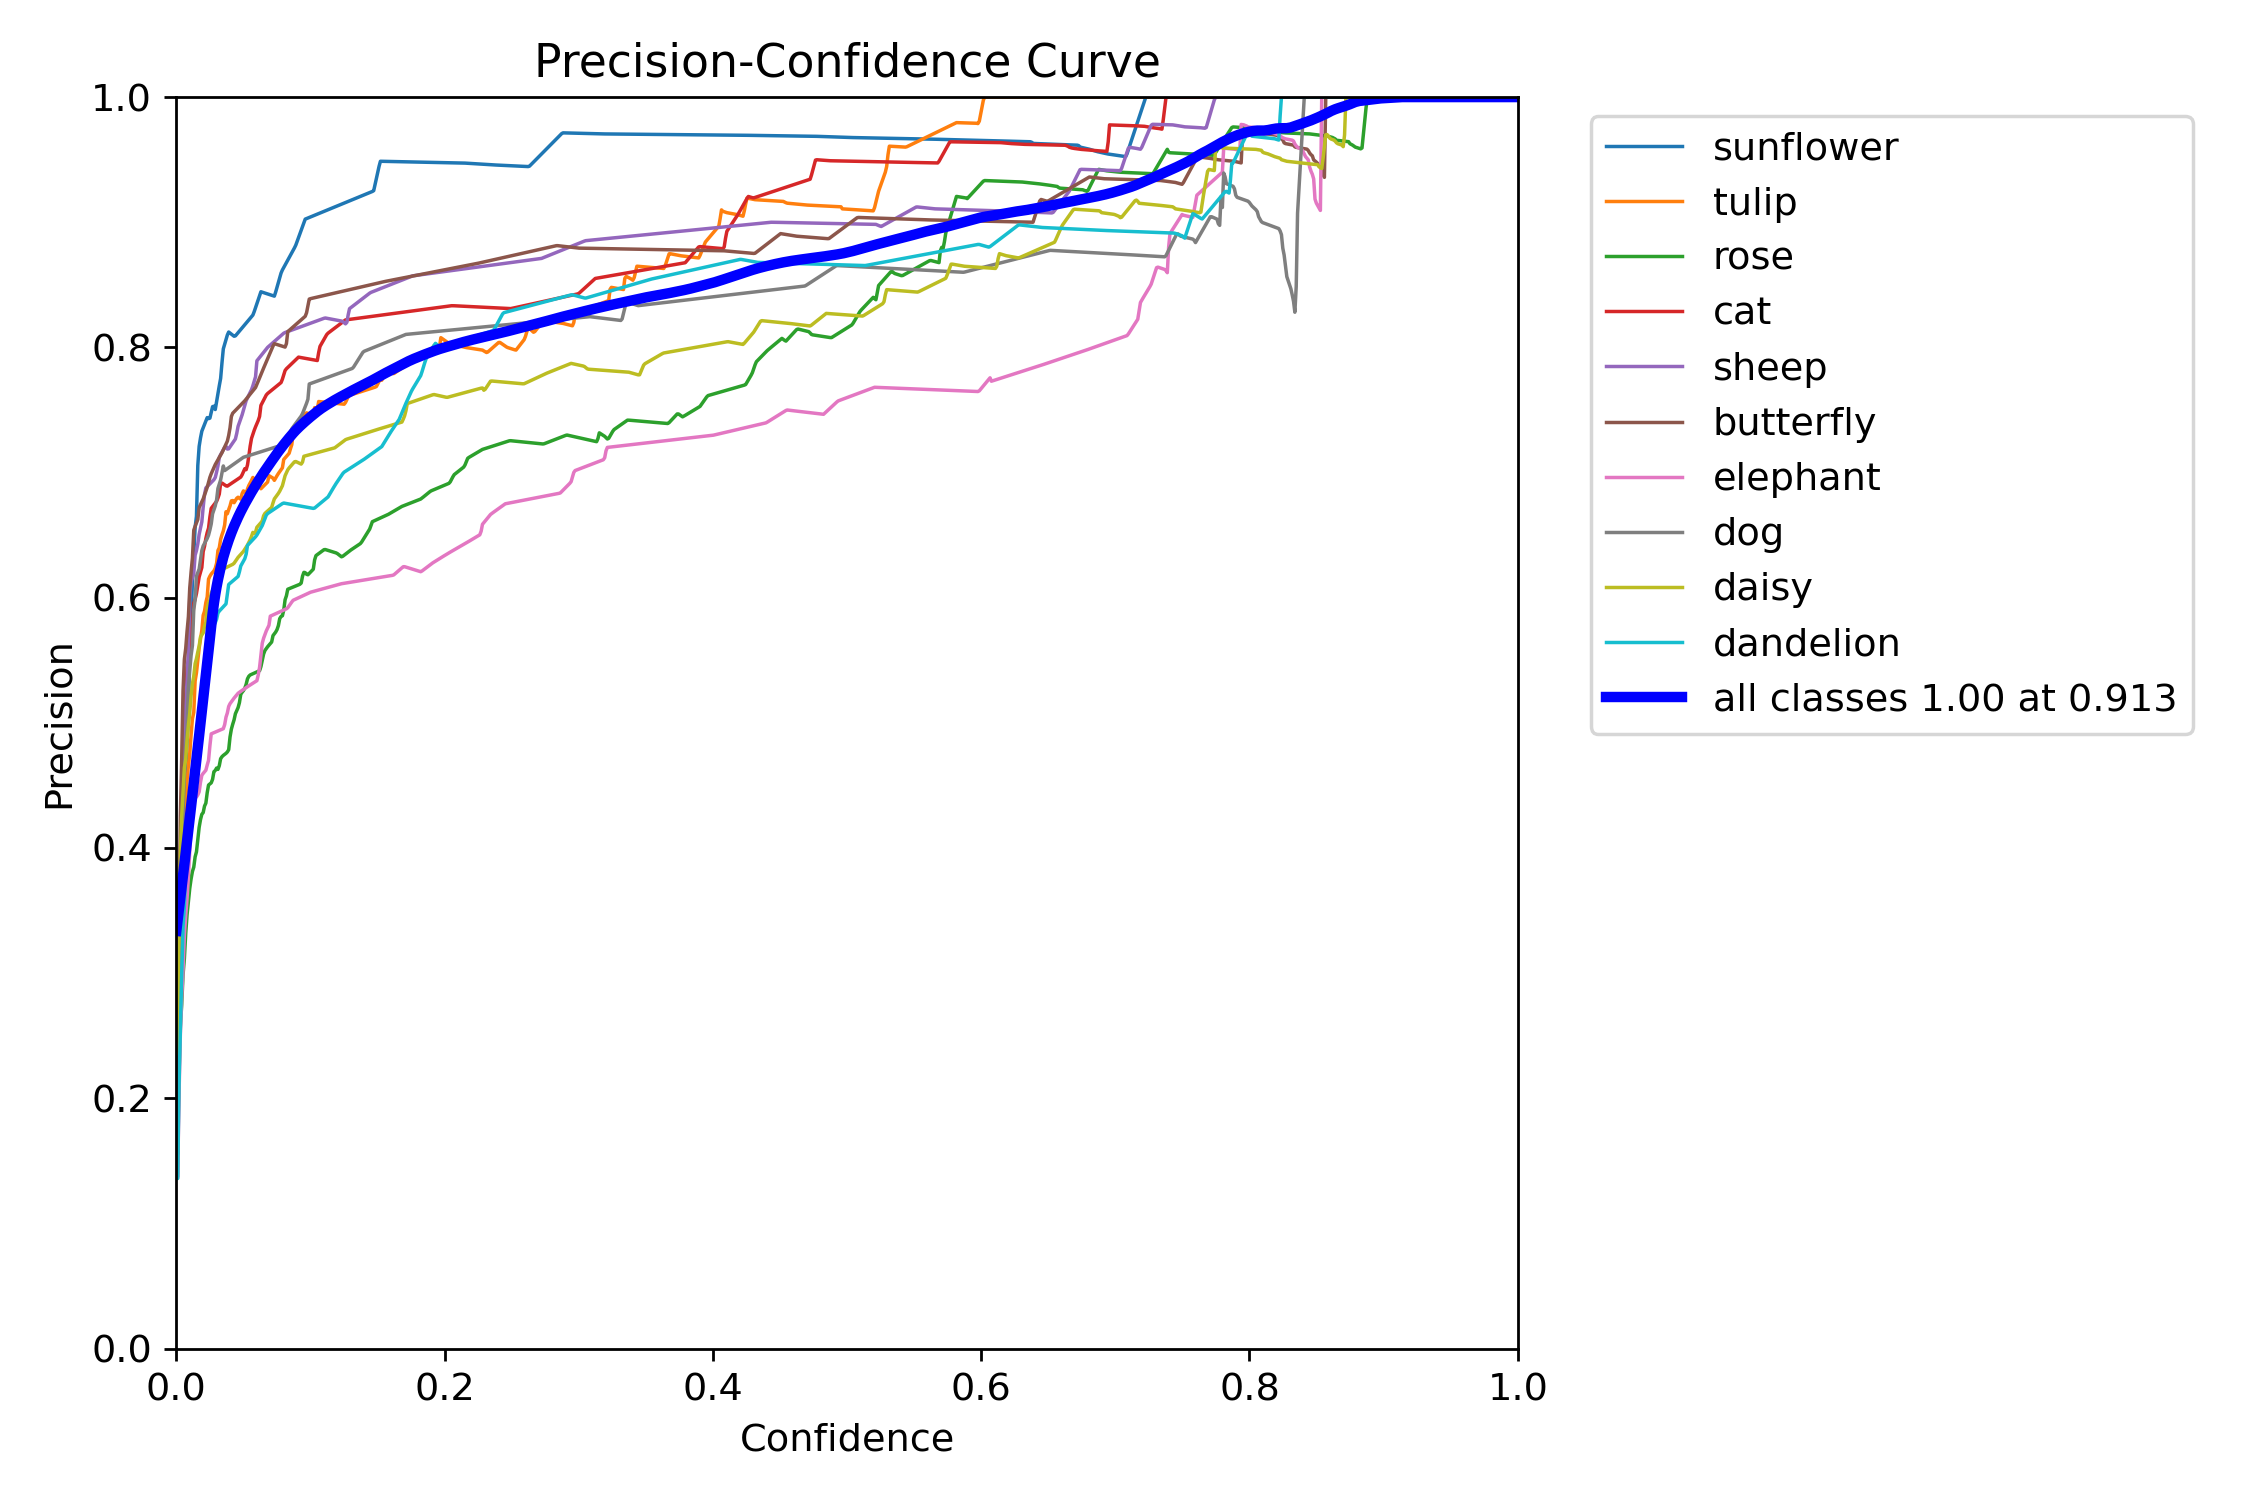 Precision-Confidence Curve
1.0
0.8
0.6
0.4
0.2
0.0
Precision
0.0 0.2 0.4 0.6 0.8 1.0
Confidence
sunflower
tulip
rose
cat
sheep
butterfly
elephant
dog
daisy
dandelion
all classes 1.00 at 0.913